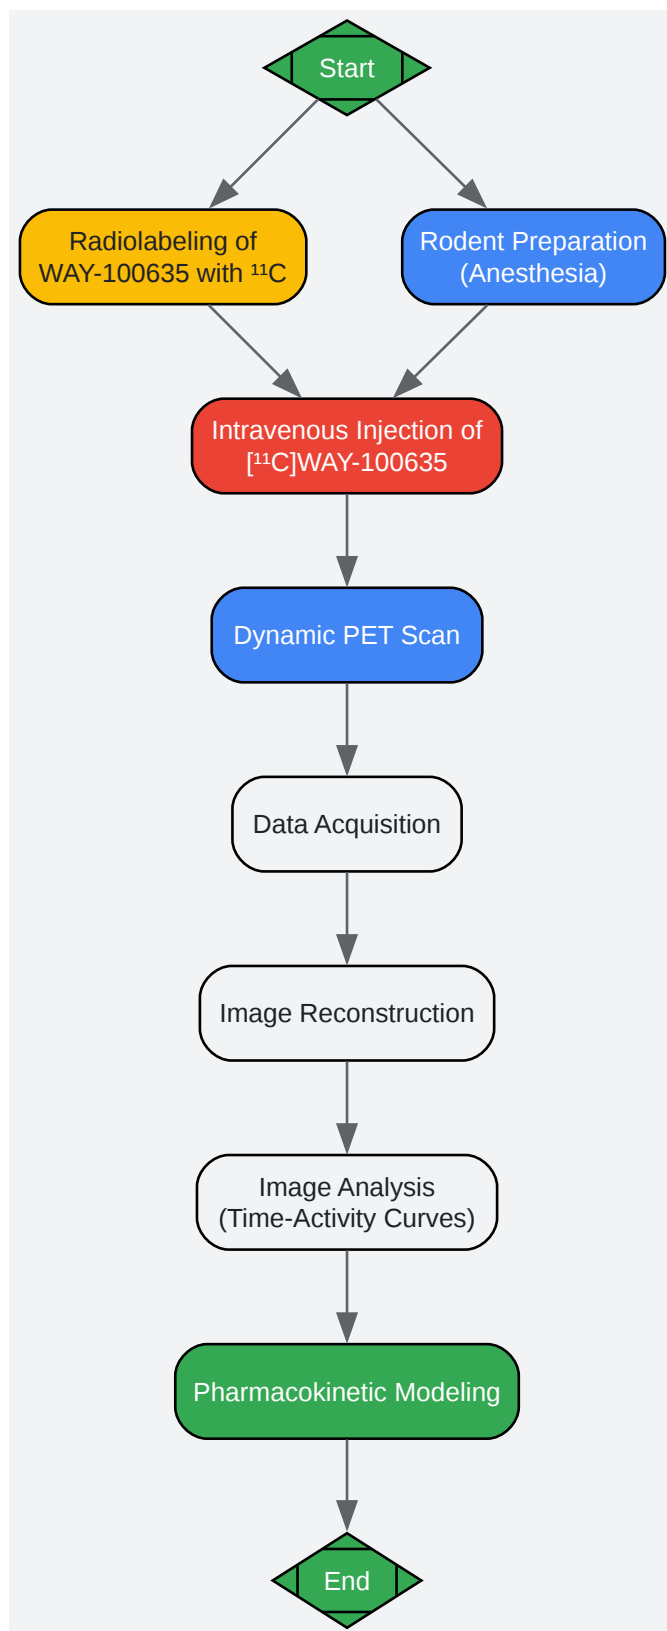 Start
Radiolabeling of
WAY-100635 with ¹¹C
Rodent Preparation
(Anesthesia)
Intravenous Injection of
[¹¹C]WAY-100635
Dynamic PET Scan
Data Acquisition
Image Reconstruction
Image Analysis
(Time-Activity Curves)
Pharmacokinetic Modeling
End